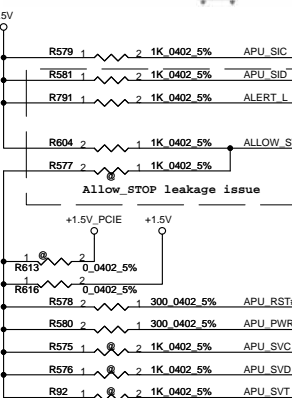 5V
R579 1 2 1K_0402_5% APU_SIC
R581 1 2 1K_0402_5% APU_SID
R791 1 2 1K_0402_5% ALERT_L
R604 2 1 1K_0402_5% ALLOW_S
R577 2 1 1K_0402_5%
@
Allow_STOP leakage issue
+1.5V_PCIE +1.5V
@
1 2
R613 0_0402_5%
1 2
R616 0_0402_5%
R578 2 1 300_0402_5% APU_RST
R580 2 1 300_0402_5% APU_PWR
R575 1 @ 2 1K_0402_5% APU_SVC
R576 1 @ 2 1K_0402_5% APU_SVD
R92 1 @ 2 1K_0402_5% APU_SVT